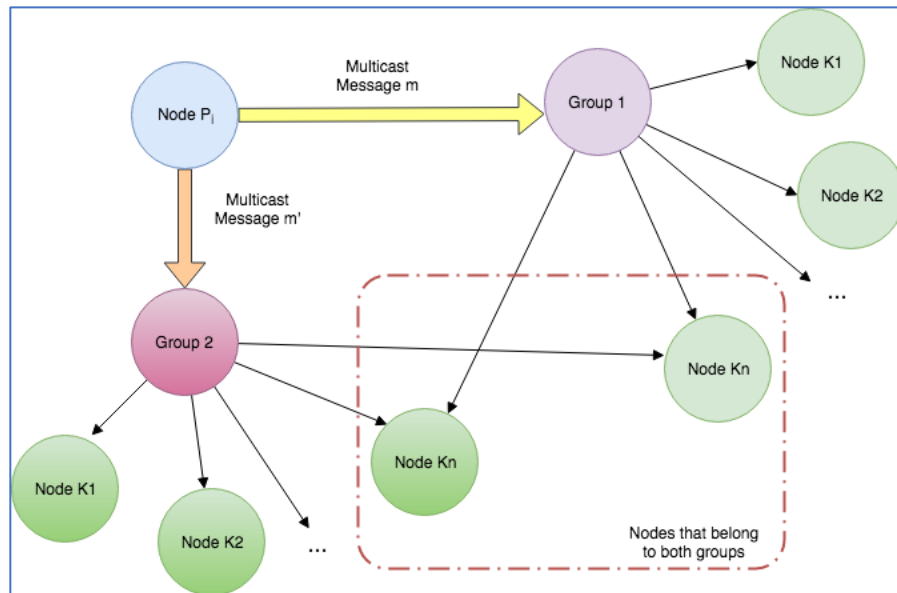 Node K1
Multicast
Message m
Group 1
Node Pi
Node K2
Multicast
Message m'
...
Group 2
Node Kn
Node Kn
Node K1
Node K2
...
Nodes that belong
to both groups